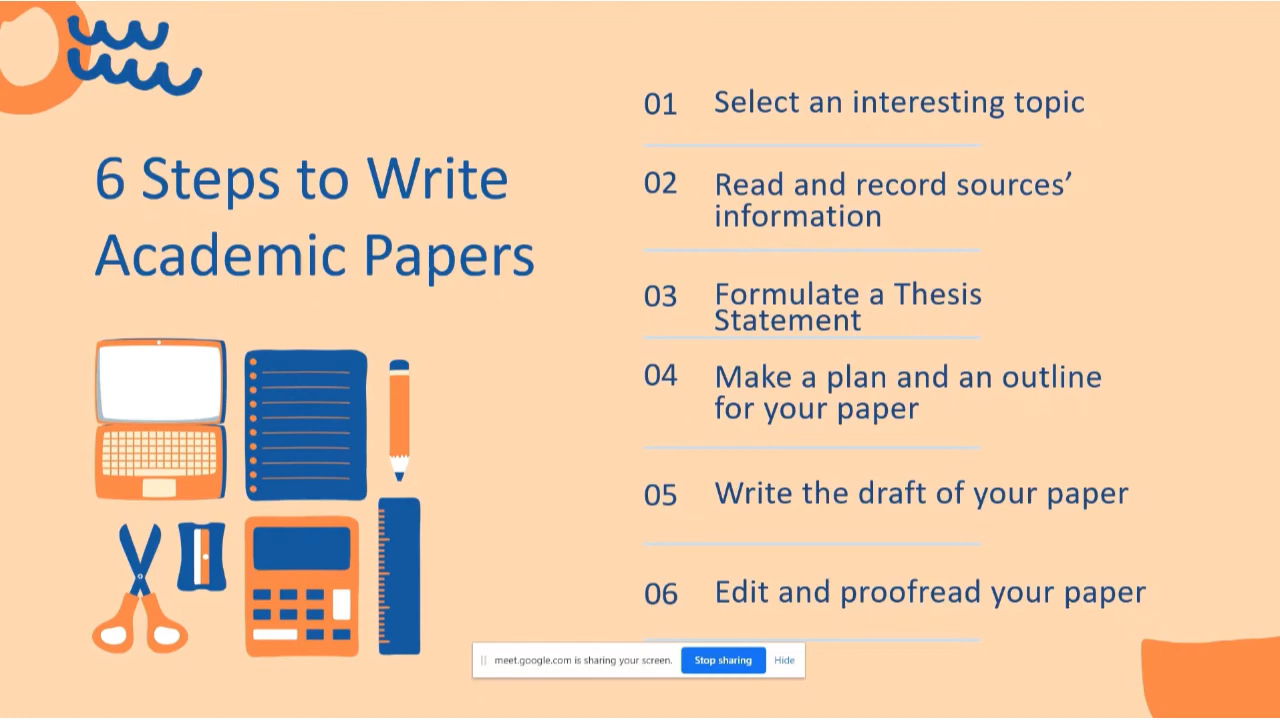 6 Steps to Write
Academic Papers
01 Select an interesting topic
02 Read and record sources’
information
03 Formulate a Thesis
Statement
04 Make a plan and an outline
for your paper
05 Write the draft of your paper
06 Edit and proofread your paper
meet.google.com is sharing your screen. Stop sharing Hide